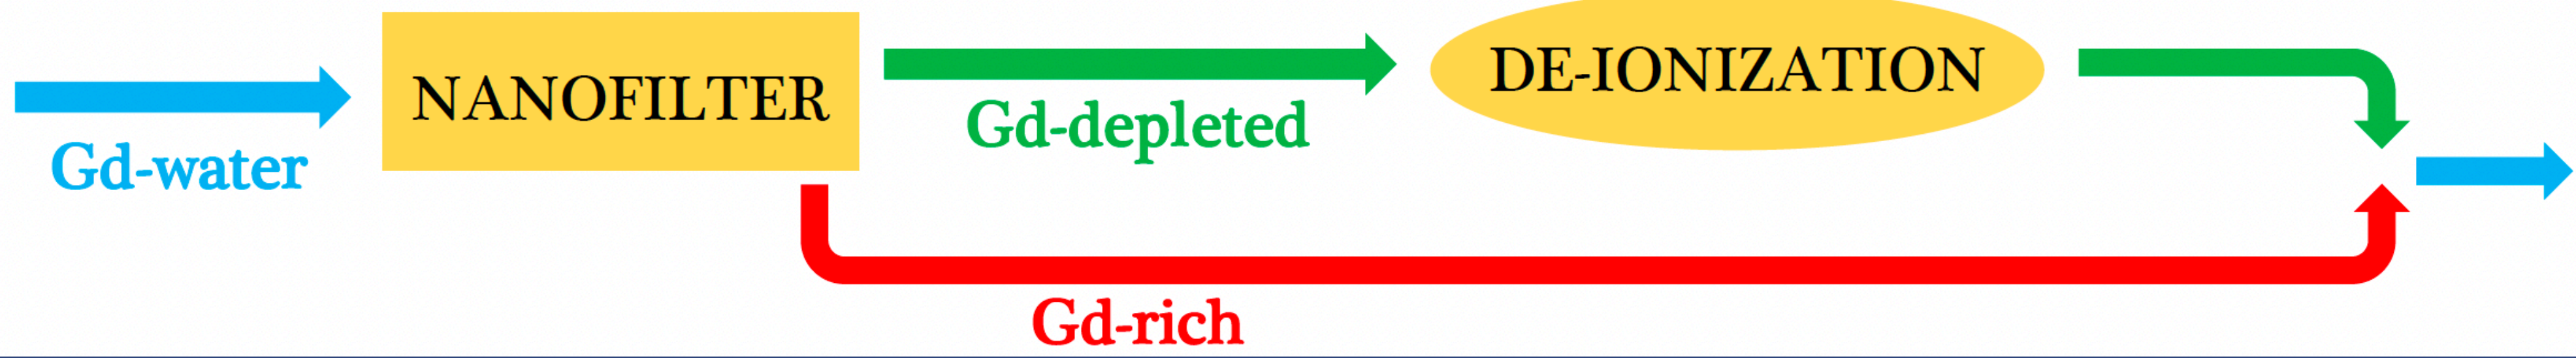 Gd-water
NANOFILTER
Gd-depleted
DE-IONIZATION
Gd-rich